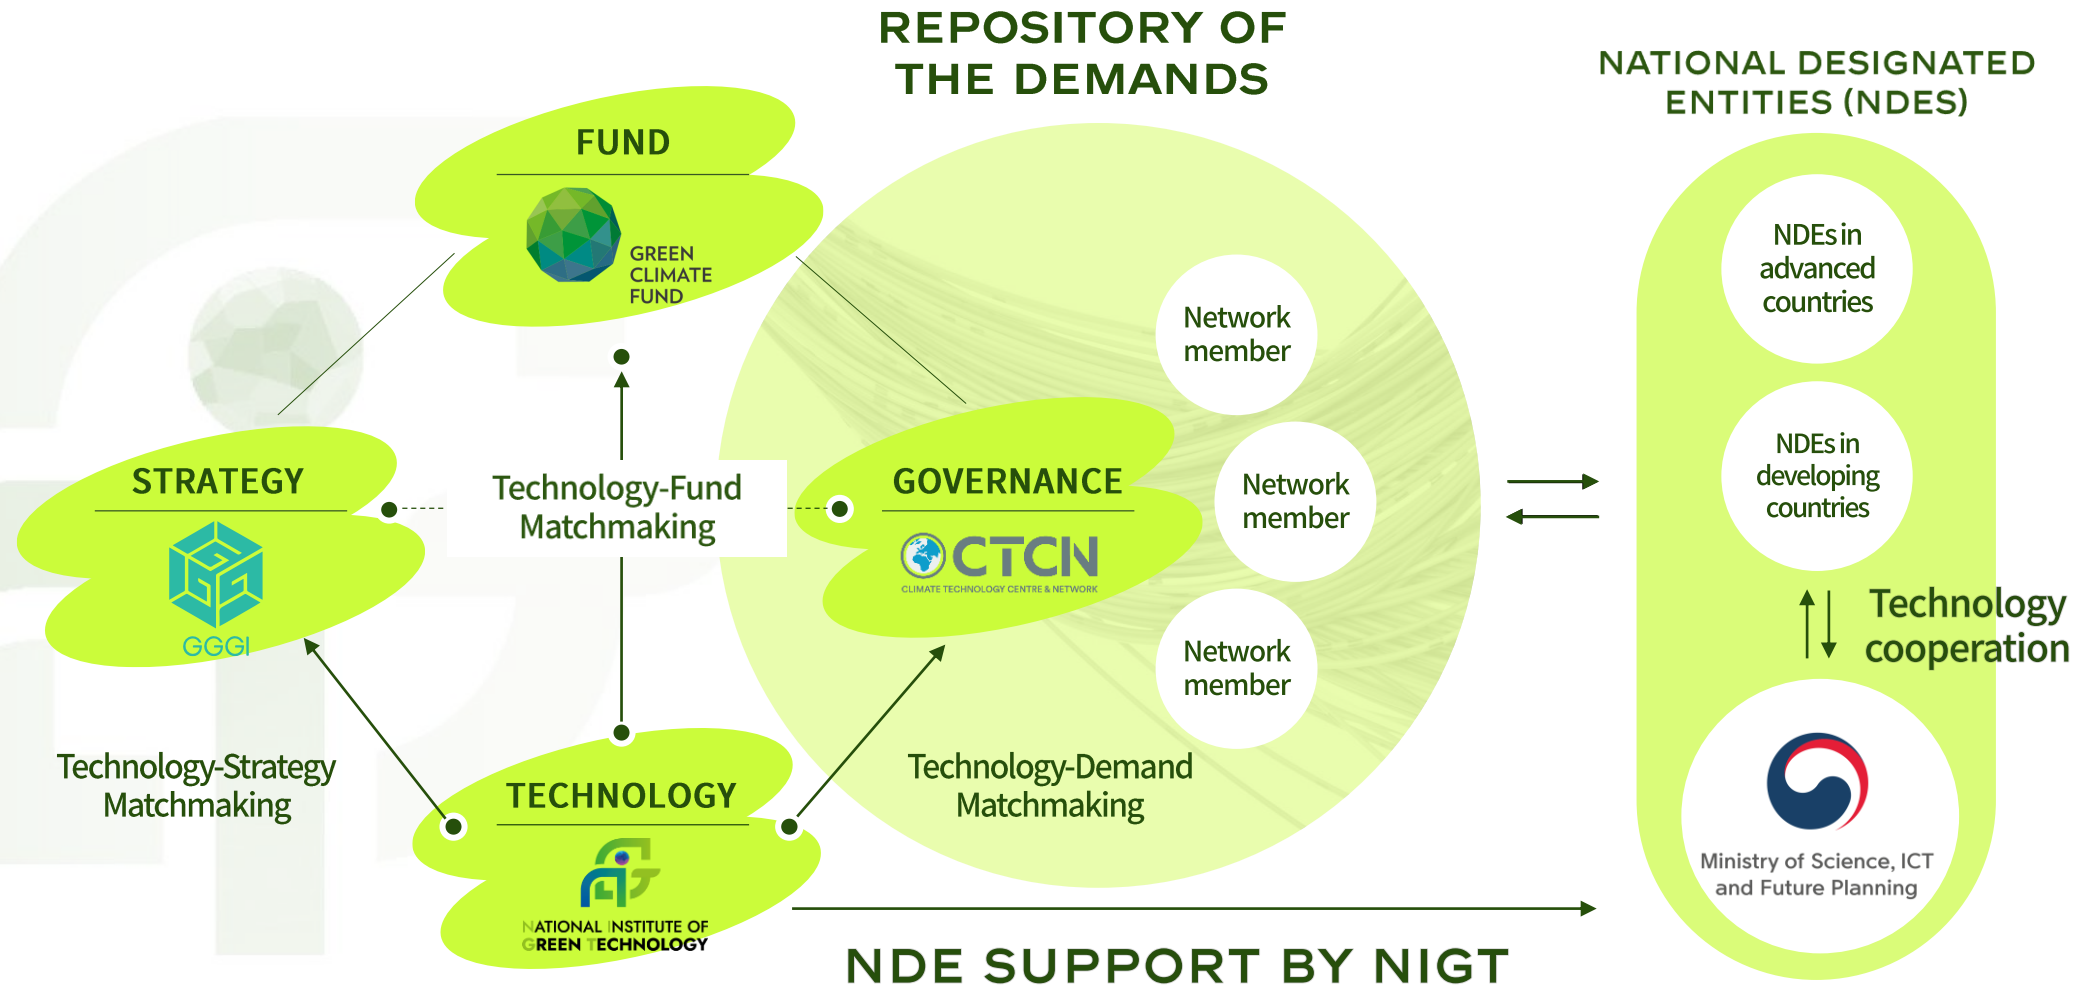 REPOSITORY OF
THE DEMANDS
NATIONAL DESIGNATED
ENTITIES (NDES)
FUND
GREEN
CLIMATE
FUND
STRATEGY
GGGI
Technology-Fund
Matchmaking
GOVERNANCE
CTCN
CLIMATE TECHNOLOGY CENTRE & NETWORK
Network
member
Network
member
Network
member
NDEs in
advanced
countries
NDEs in
developing
countries
Technology
cooperation
Ministry of Science, ICT
and Future Planning
Technology-Strategy
Matchmaking
TECHNOLOGY
NATIONAL INSTITUTE OF
GREEN TECHNOLOGY
Technology-Demand
Matchmaking
NDE SUPPORT BY NIGT